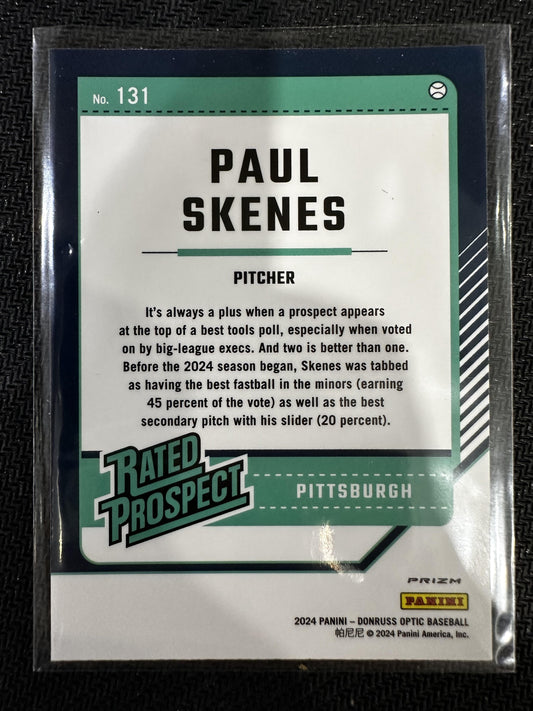 No. 131
PAUL
SKENES
PITCHER
It's always a plus when a prospect appears
at the top of a best tools poll, especially when voted
on by big-league execs. And two is better than one.
Before the 2024 season began, Skenes was tabbed
as having the best fastball in the minors (earning
45 percent of the vote) as well as the best
secondary pitch with his slider (20 percent).
RATED
PROSPECT
PITTSBURGH
PRIZM
PANINI
2024 PANINI – DONRUSS OPTIC BASEBALL
帕尼尼 © 2024 Panini America, Inc.